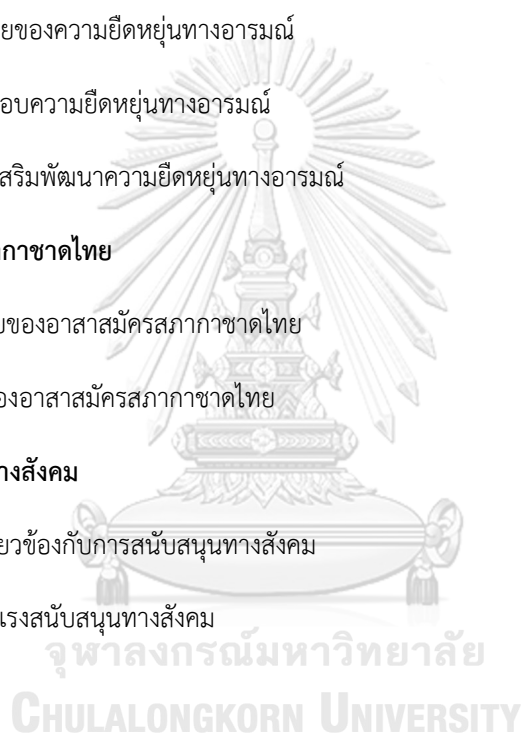 ยของความยืดหยุ่นทางอารมณ์
อบความยืดหยุ่นทางอารมณ์
เสริมพัฒนาความยืดหยุ่นทางอารมณ์
ากาชาดไทย
ของอาสาสมัครสภากาชาดไทย
องอาสาสมัครสภากาชาดไทย
างสังคม
ยวข้องกับการสนับสนุนทางสังคม
แรงสนับสนุนทางสังคม
จุฬาลงกรณ์มหาวิทยาลัย
CHULALONGKORN UNIVERSITY